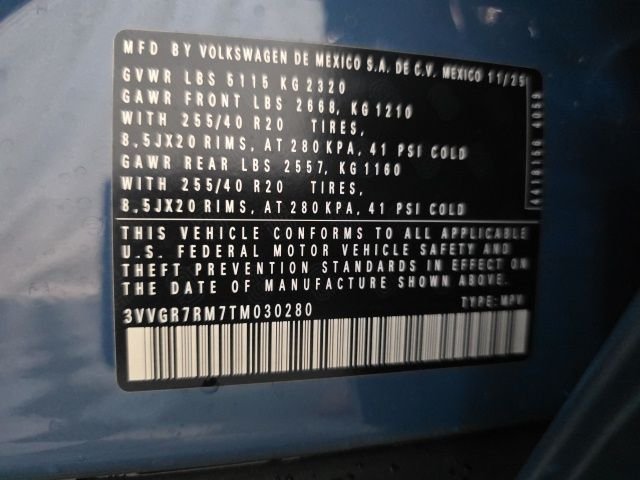 MFD BY VOLKSWAGEN DE MEXICO S.A. DE C.V. MEXICO 11/25
GVWR LBS 5115 KG 2320
GAWR FRONT LBS 2668, KG 1210
WITH 255/40 R20 TIRES,
8,5JX20 RIMS, AT 280 KPA, 41 PSI COLD
GAWR REAR LBS 2557, KG 1160
WITH 255/40 R20 TIRES,
8,5JX20 RIMS, AT 280 KPA, 41 PSI COLD
THIS VEHICLE CONFORMS TO ALL APPLICABLE
U.S. FEDERAL MOTOR VEHICLE SAFETY AND
THEFT PREVENTION STANDARDS IN EFFECT ON
THE DATE OF MANUFACTURE SHOWN ABOVE.
3VVGR7RM7TM030280 TYPE: MPV